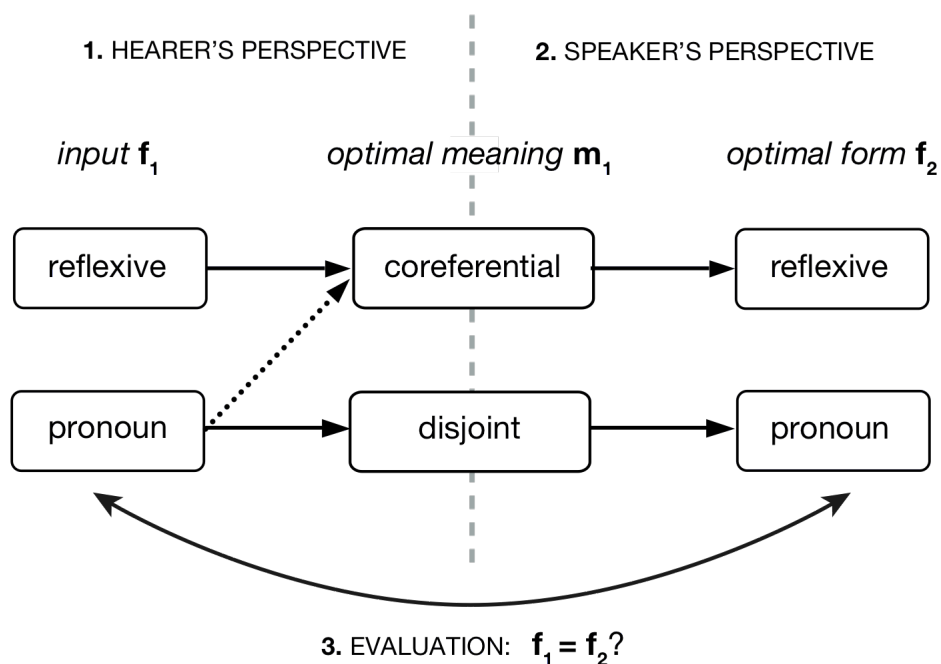 1. HEARER'S PERSPECTIVE
2. SPEAKER'S PERSPECTIVE
input f₁
optimal meaning m₁
optimal form f₂
reflexive
coreferential
reflexive
pronoun
disjoint
pronoun
3. EVALUATION: f₁ = f₂?